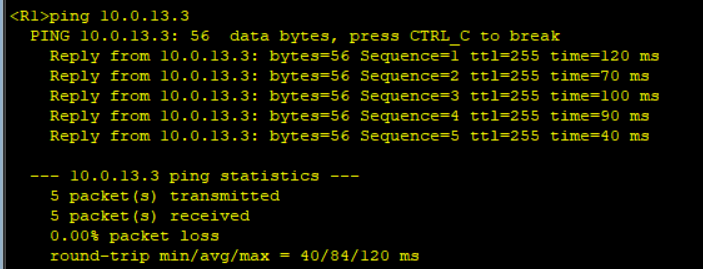 <R1>ping 10.0.13.3
PING 10.0.13.3: 56 data bytes, press CTRL_C to break
Reply from 10.0.13.3: bytes=56 Sequence=1 ttl=255 time=120 ms
Reply from 10.0.13.3: bytes=56 Sequence=2 ttl=255 time=70 ms
Reply from 10.0.13.3: bytes=56 Sequence=3 ttl=255 time=100 ms
Reply from 10.0.13.3: bytes=56 Sequence=4 ttl=255 time=90 ms
Reply from 10.0.13.3: bytes=56 Sequence=5 ttl=255 time=40 ms
--- 10.0.13.3 ping statistics ---
5 packet(s) transmitted
5 packet(s) received
0.00% packet loss
round-trip min/avg/max = 40/84/120 ms